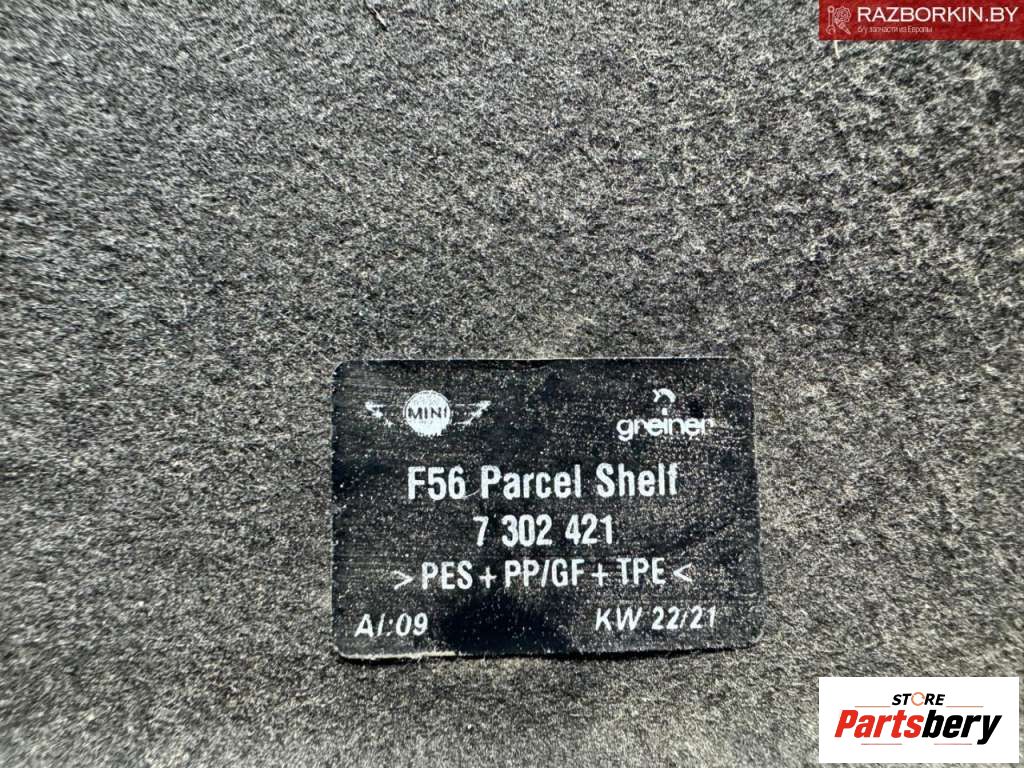 RAZBORKIN.BY
б/у запчасти из Европы
MINI
greiner
F56 Parcel Shelf
7 302 421
>PES + PP/GF + TPE<
AI:09
KW 22/21
STORE
Partsbery